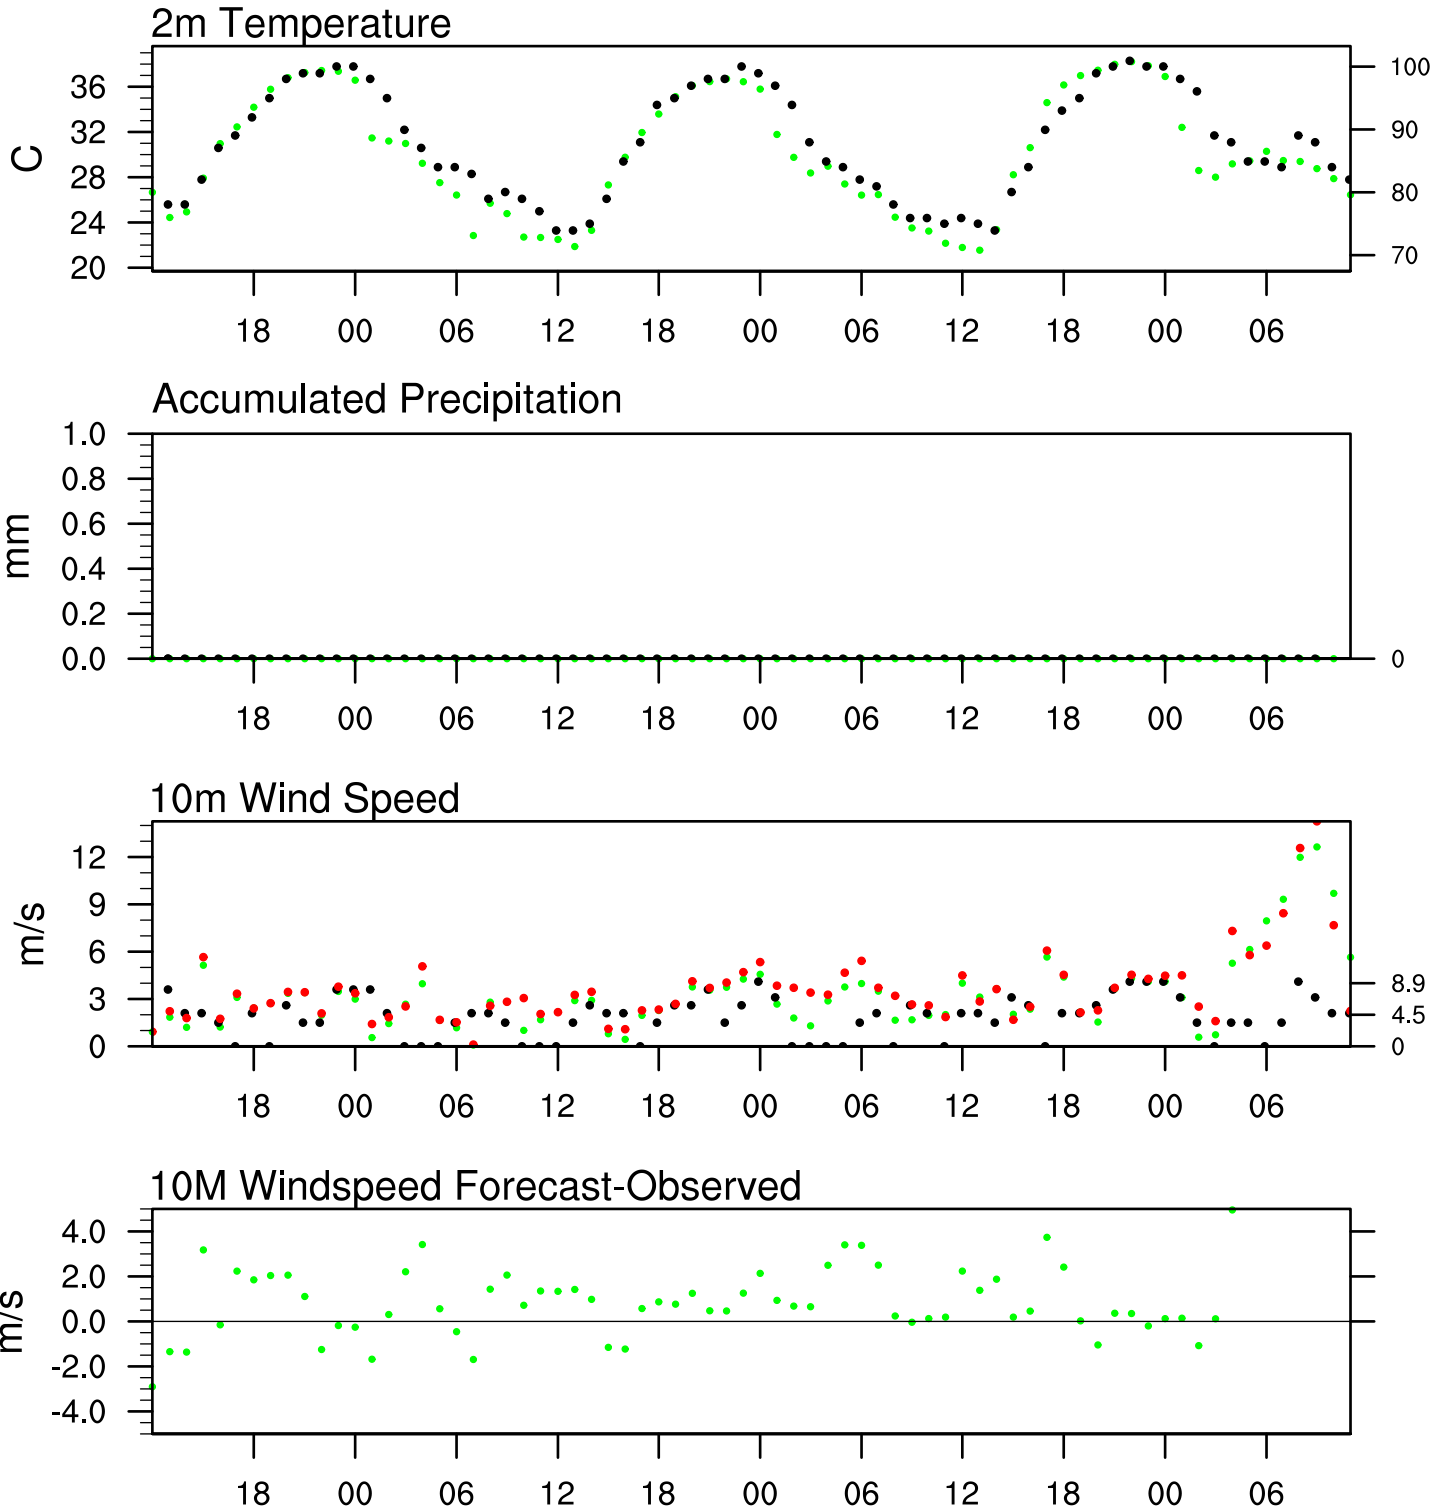 2m Temperature
C
36
32
28
24
20
100
90
80
70
18 00 06 12 18 00 06 12 18 00 06
Accumulated Precipitation
mm
1.0
0.8
0.6
0.4
0.2
0.0
0
18 00 06 12 18 00 06 12 18 00 06
10m Wind Speed
m/s
12
9
6
3
0
8.9
4.5
0
18 00 06 12 18 00 06 12 18 00 06
10M Windspeed Forecast-Observed
m/s
4.0
2.0
0.0
-2.0
-4.0
18 00 06 12 18 00 06 12 18 00 06